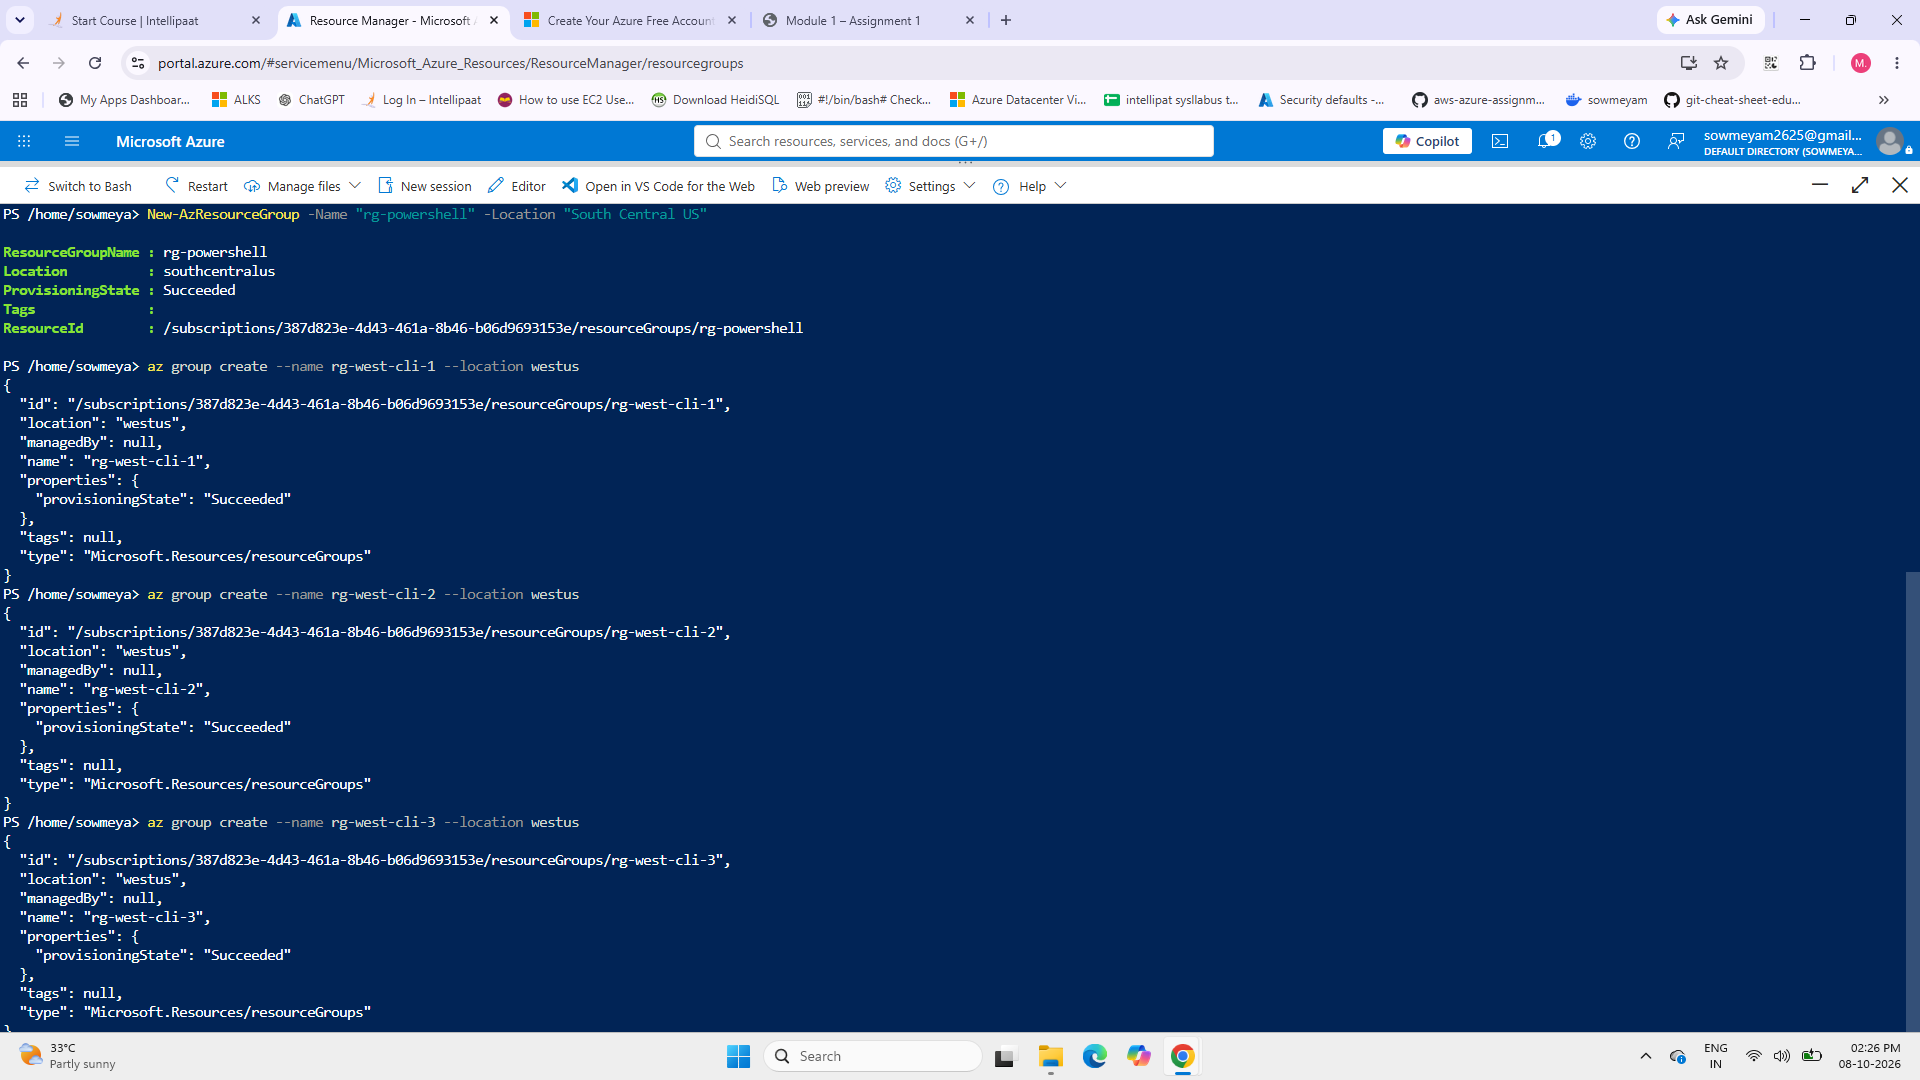 Start Course | Intellipaat
Resource Manager - Microsoft A
Create Your Azure Free Account
Module 1 – Assignment 1
Ask Gemini
portal.azure.com/#servicemenu/Microsoft_Azure_Resources/ResourceManager/resourcegroups
M.
My Apps Dashboar...
ALKS
ChatGPT
Log In – Intellipaat
How to use EC2 Use...
Download HeidiSQL
#!/bin/bash# Check...
Azure Datacenter Vi...
intellipat sysllabus t...
Security defaults -...
aws-azure-assignm...
sowmeyam
git-cheat-sheet-edu...
Microsoft Azure
Search resources, services, and docs (G+/)
Copilot
1
sowmeyam2625@gmail...
DEFAULT DIRECTORY (SOWMEYA...
Switch to Bash
Restart
Manage files
New session
Editor
Open in VS Code for the Web
Web preview
Settings
Help
PS /home/sowmeya> New-AzResourceGroup -Name "rg-powershell" -Location "South Central US"
ResourceGroupName : rg-powershell
Location          : southcentralus
ProvisioningState : Succeeded
Tags              :
ResourceId        : /subscriptions/387d823e-4d43-461a-8b46-b06d9693153e/resourceGroups/rg-powershell
PS /home/sowmeya> az group create --name rg-west-cli-1 --location westus
{
  "id": "/subscriptions/387d823e-4d43-461a-8b46-b06d9693153e/resourceGroups/rg-west-cli-1",
  "location": "westus",
  "managedBy": null,
  "name": "rg-west-cli-1",
  "properties": {
    "provisioningState": "Succeeded"
  },
  "tags": null,
  "type": "Microsoft.Resources/resourceGroups"
}
PS /home/sowmeya> az group create --name rg-west-cli-2 --location westus
{
  "id": "/subscriptions/387d823e-4d43-461a-8b46-b06d9693153e/resourceGroups/rg-west-cli-2",
  "location": "westus",
  "managedBy": null,
  "name": "rg-west-cli-2",
  "properties": {
    "provisioningState": "Succeeded"
  },
  "tags": null,
  "type": "Microsoft.Resources/resourceGroups"
}
PS /home/sowmeya> az group create --name rg-west-cli-3 --location westus
{
  "id": "/subscriptions/387d823e-4d43-461a-8b46-b06d9693153e/resourceGroups/rg-west-cli-3",
  "location": "westus",
  "managedBy": null,
  "name": "rg-west-cli-3",
  "properties": {
    "provisioningState": "Succeeded"
  },
  "tags": null,
  "type": "Microsoft.Resources/resourceGroups"
}
33°C
Partly sunny
Search
ENG
IN
02:26 PM
08-10-2026